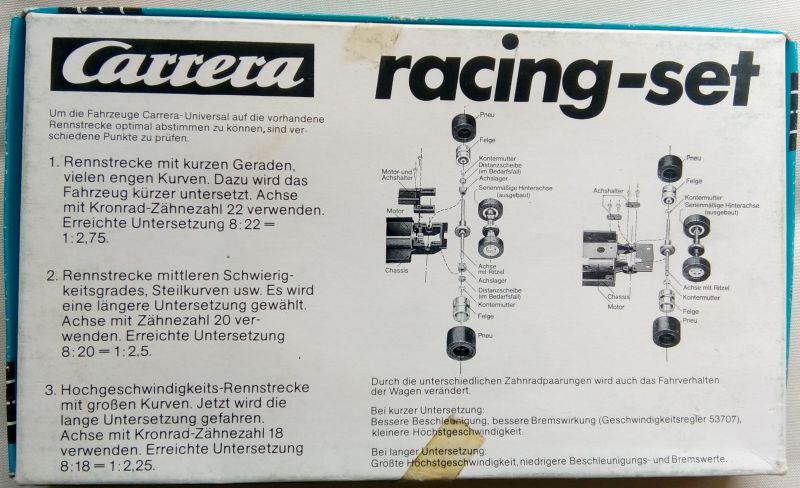 Carrera
racing-set
Um die Fahrzeuge Carrera-Universal auf die vorhandene
Rennstrecke optimal abstimmen zu können, sind ver-
schiedene Punkte zu prüfen.
1. Rennstrecke mit kurzen Geraden,
vielen engen Kurven. Dazu wird das
Fahrzeug kürzer untersetzt. Achse
mit Kronrad-Zähnezahl 22 verwenden.
Erreichte Untersetzung 8:22 =
1:2,75.
2. Rennstrecke mittleren Schwierig-
keitsgrades, Steilkurven usw. Es wird
eine längere Untersetzung gewählt.
Achse mit Zähnezahl 20 ver-
wenden. Erreichte Untersetzung
8:20 = 1:2,5.
3. Hochgeschwindigkeits-Rennstrecke
mit großen Kurven. Jetzt wird die
lange Untersetzung gefahren.
Achse mit Kronrad-Zähnezahl 18
verwenden. Erreichte Untersetzung
8:18 = 1:2,25.
Pneu
Felge
Kontermutter
Distanzscheibe
(im Bedarfsfall)
Achslager
Serienmäßige Hinterachse
(ausgebaut)
Motor und
Achshalter
Motor
Chassis
Achse
mit Ritzel
Achslager
Distanzscheibe
(im Bedarfsfall)
Kontermutter
Felge
Pneu
Pneu
Felge
Kontermutter
Serienmäßige Hinterachse
(ausgebaut)
Achshalter
Chassis
Motor
Achse mit Ritzel
Kontermutter
Felge
Pneu
Durch die unterschiedlichen Zahnradpaarungen wird auch das Fahrverhalten
der Wagen verändert.
Bei kurzer Untersetzung:
Bessere Beschleunigung, bessere Bremswirkung (Geschwindigkeitsregler 53707),
kleinere Höchstgeschwindigkeit.
Bei langer Untersetzung:
Größte Höchstgeschwindigkeit, niedrigere Beschleunigungs- und Bremswerte.